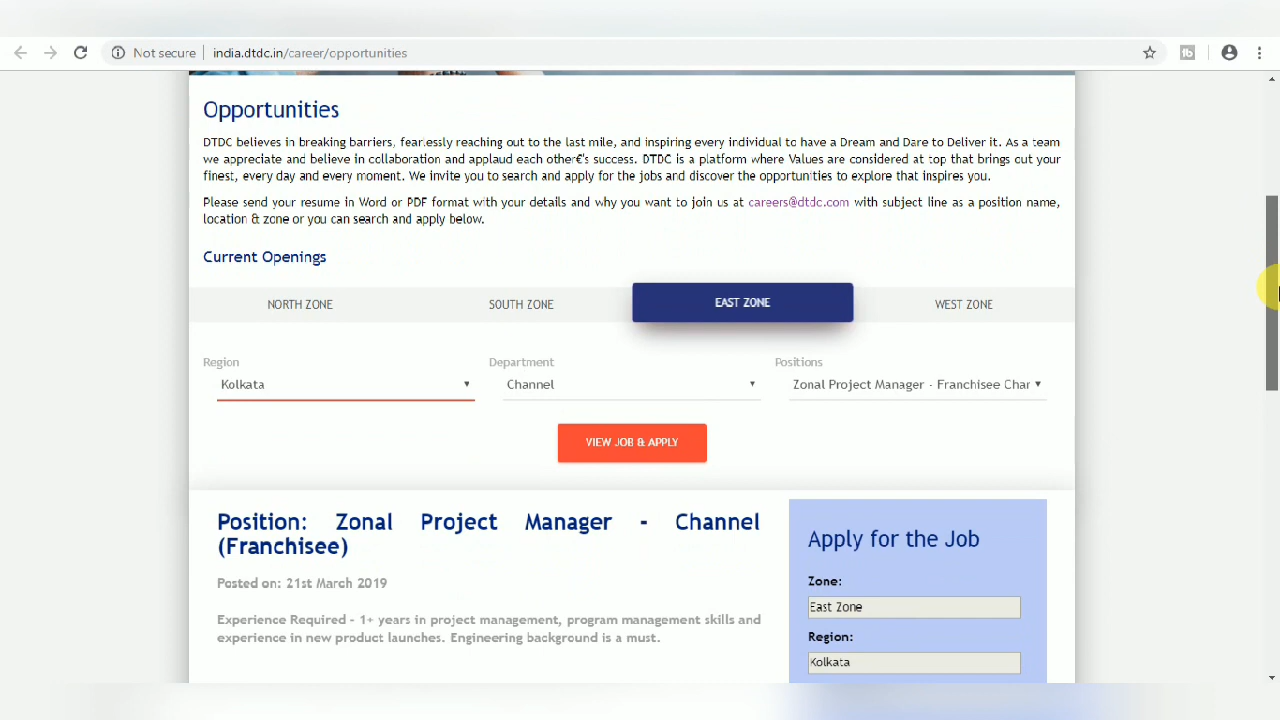 Not secure india.dtdc.in/career/opportunities
Opportunities
DTDC believes in breaking barriers, fearlessly reaching out to the last mile, and inspiring every individual to have a Dream and Dare to Deliver it. As a team
we appreciate and believe in collaboration and applaud each other€'s success. DTDC is a platform where Values are considered at top that brings out your
finest, every day and every moment. We invite you to search and apply for the jobs and discover the opportunities to explore that inspires you.
Please send your resume in Word or PDF format with your details and why you want to join us at careers@dtdc.com with subject line as a position name,
location & zone or you can search and apply below.
Current Openings
NORTH ZONE SOUTH ZONE EAST ZONE WEST ZONE
Region Department Positions
Kolkata Channel Zonal Project Manager - Franchisee Char
VIEW JOB & APPLY
Position: Zonal Project Manager - Channel
(Franchisee)
Posted on: 21st March 2019
Experience Required - 1+ years in project management, program management skills and
experience in new product launches. Engineering background is a must.
Apply for the Job
Zone:
East Zone
Region:
Kolkata